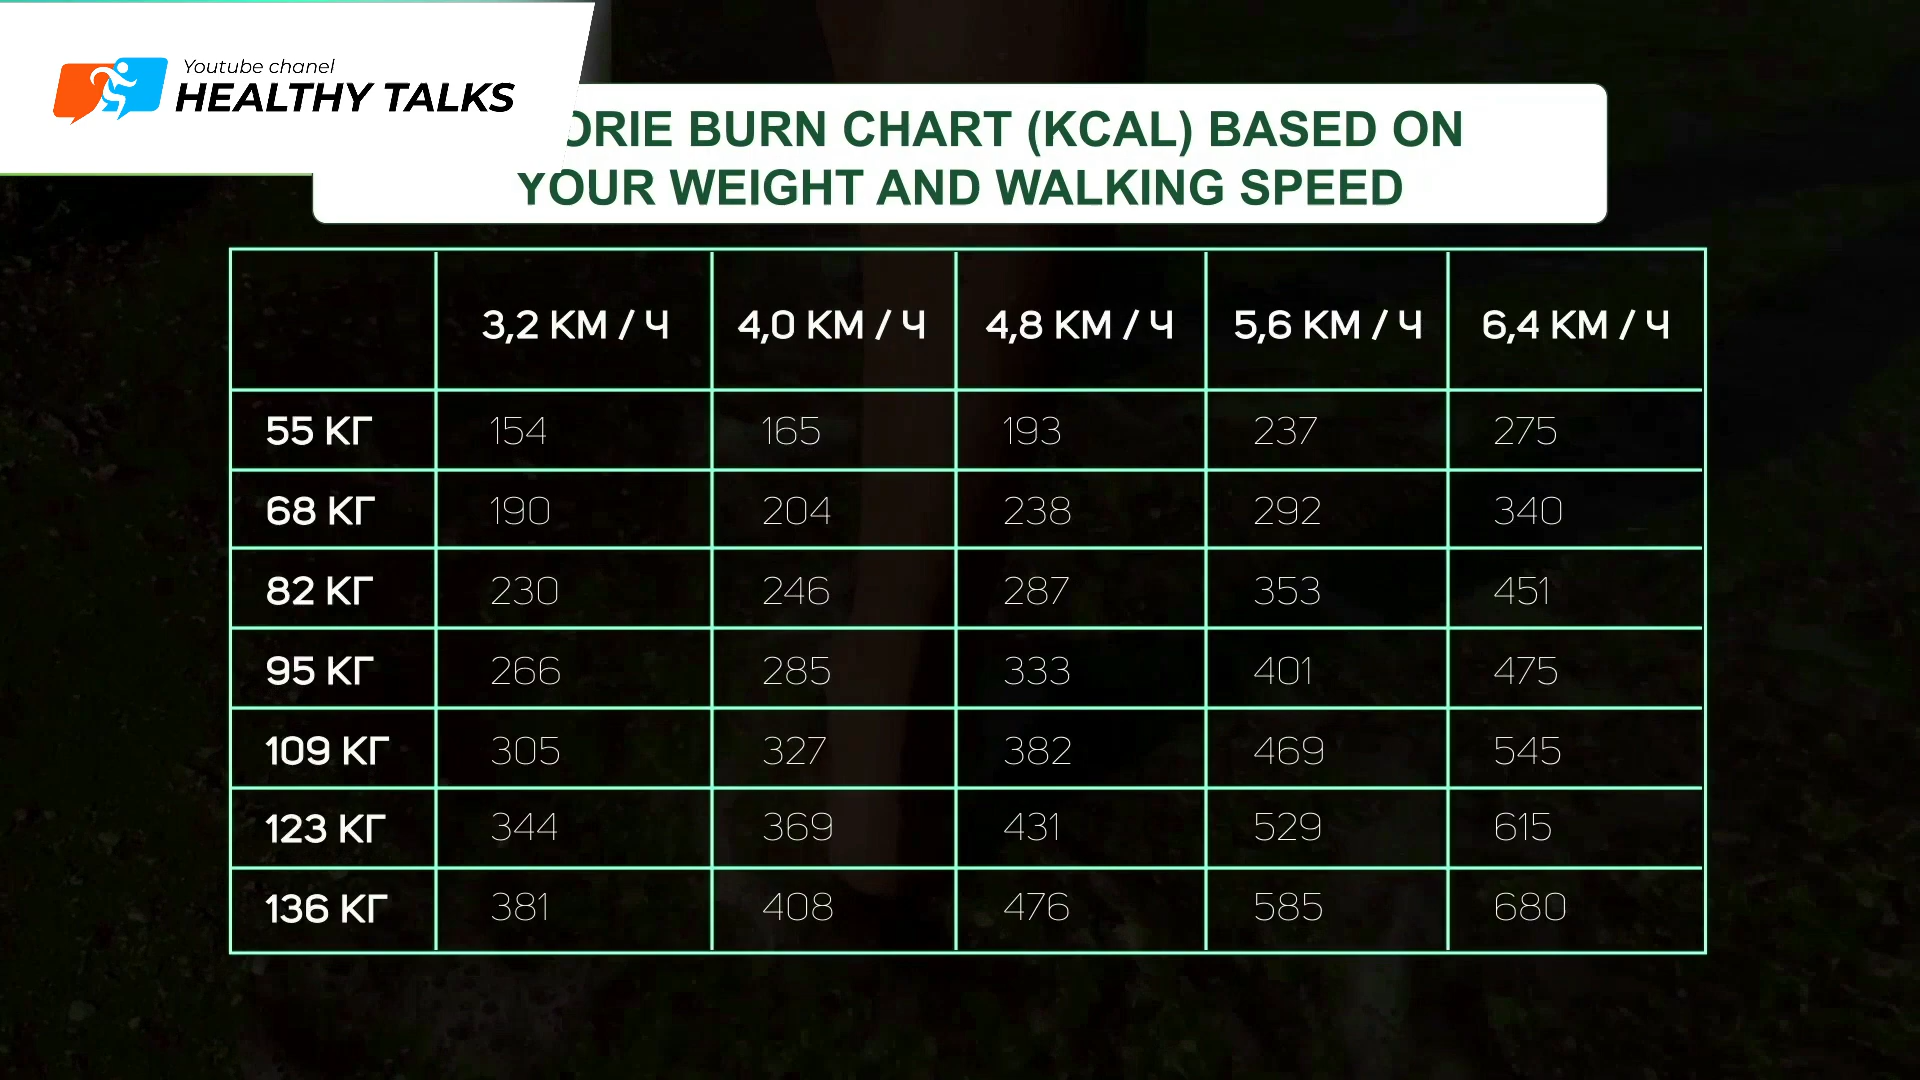 Youtube chanel
HEALTHY TALKS
ORIE BURN CHART (KCAL) BASED ON
YOUR WEIGHT AND WALKING SPEED
3,2 КМ / Ч 4,0 КМ / Ч 4,8 КМ / Ч 5,6 КМ / Ч 6,4 КМ / Ч
55 КГ 154 165 193 237 275
68 КГ 190 204 238 292 340
82 КГ 230 246 287 353 451
95 КГ 266 285 333 401 475
109 КГ 305 327 382 469 545
123 КГ 344 369 431 529 615
136 КГ 381 408 476 585 680